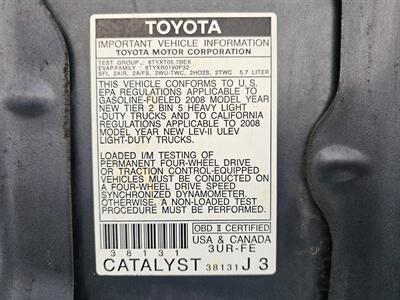 TOYOTA
IMPORTANT VEHICLE INFORMATION
TOYOTA MOTOR CORPORATION
TEST GROUP : 8TYXT05.7BEX
EVAP.FAMILY : 8TYXR0190P32
SFI, 2AIR, 2A/FS, 2WU-TWC, 2HO2S, 2TWC 5.7 LITER
THIS VEHICLE CONFORMS TO U.S.
EPA REGULATIONS APPLICABLE TO
GASOLINE-FUELED 2008 MODEL YEAR
NEW TIER 2 BIN 5 HEAVY LIGHT
-DUTY TRUCKS AND TO CALIFORNIA
REGULATIONS APPLICABLE TO 2008
MODEL YEAR NEW LEV-II ULEV
LIGHT-DUTY TRUCKS.
LOADED I/M TESTING OF
PERMANENT FOUR-WHEEL DRIVE
OR TRACTION CONTROL-EQUIPPED
VEHICLES MUST BE CONDUCTED ON
A FOUR-WHEEL DRIVE SPEED
SYNCHRONIZED DYNAMOMETER.
OTHERWISE, A NON-LOADED TEST
PROCEDURE MUST BE PERFORMED.
OBD II CERTIFIED
USA & CANADA
38131 3UR-FE
CATALYST 38131 J 3